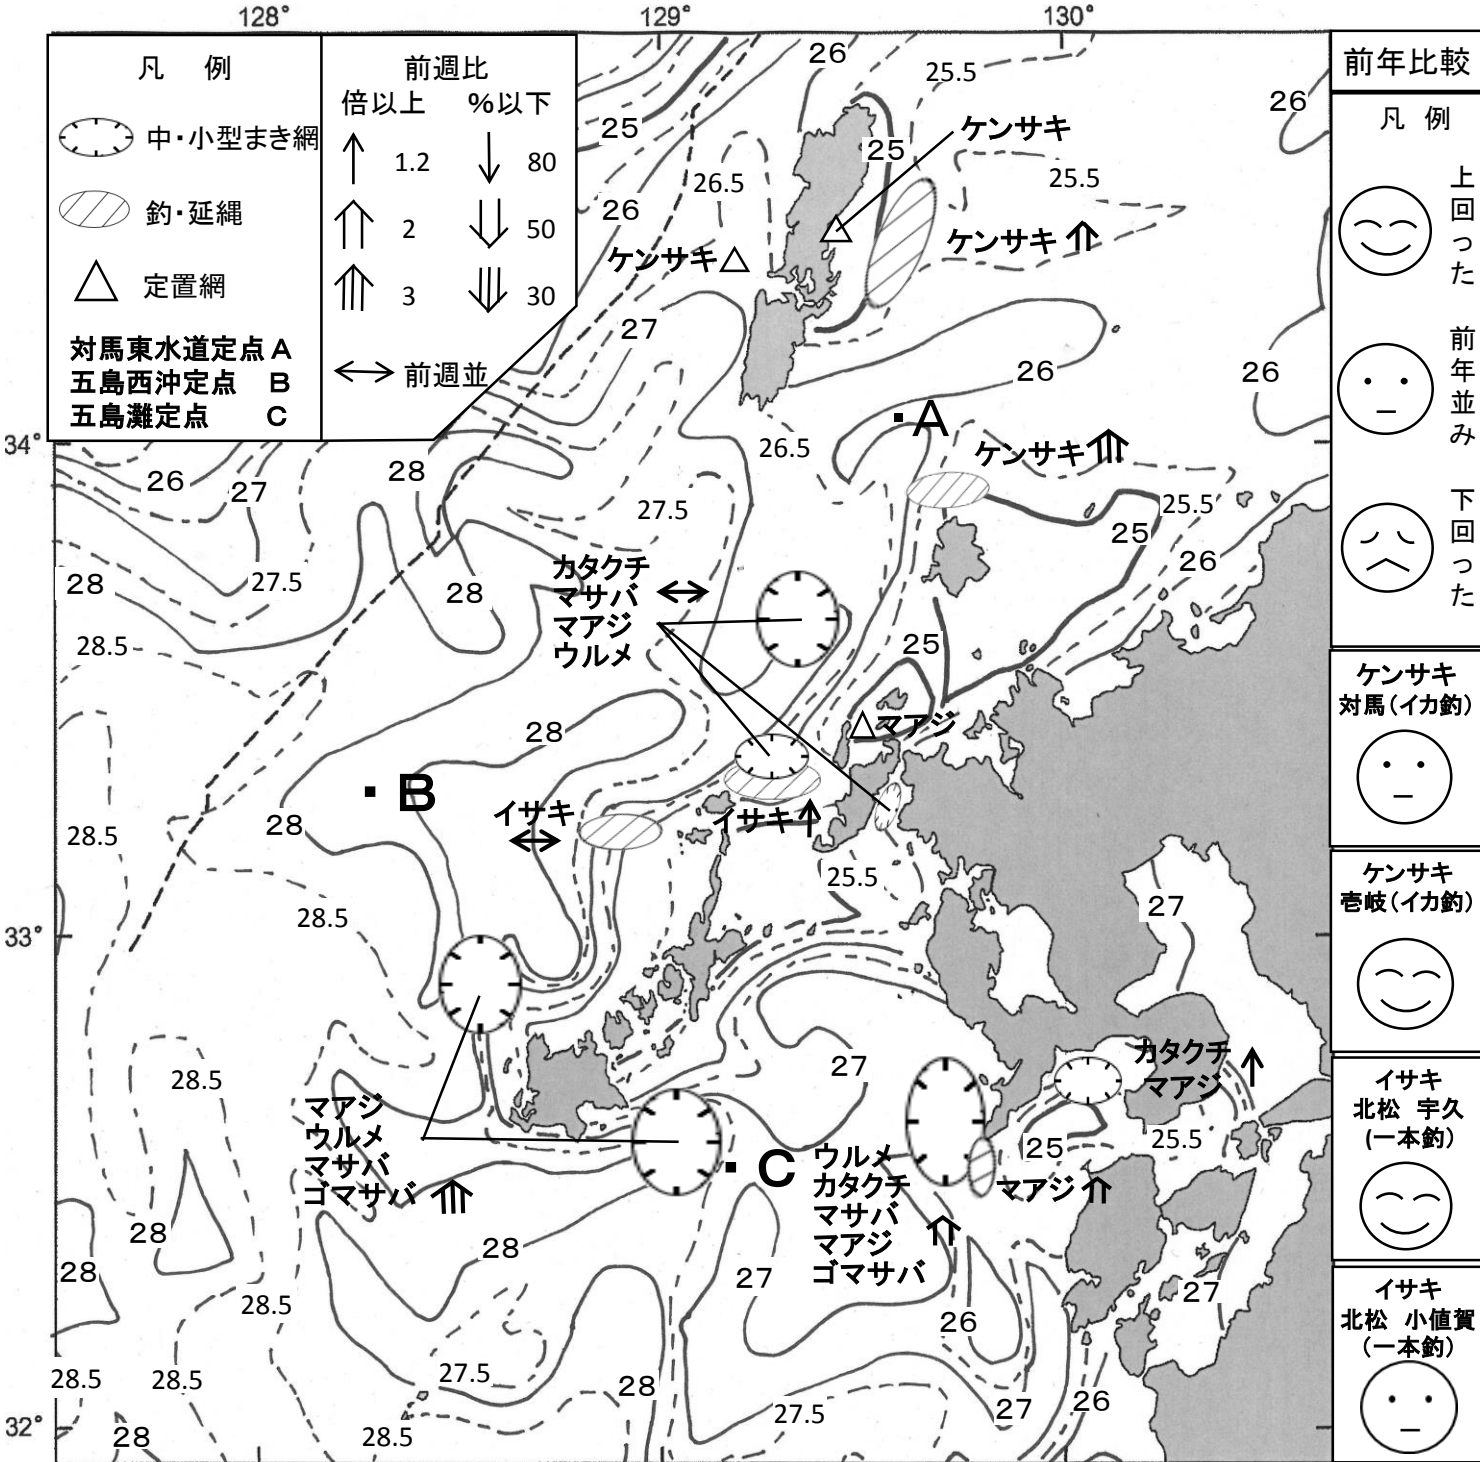 128°
129°
130°
凡 例
中・小型まき網
釣・延縄
定置網
対馬東水道定点 A
五島西沖定点 B
五島灘定点 C
前週比
倍以上 %以下
1.2 80
2 50
3 30
前週並
34°
33°
32°
26
25.5
26
25
25
ケンサキ
26.5
25.5
26
ケンサキ
ケンサキ
27
26
26
A
26.5
ケンサキ
28
26
27
27.5
25.5
25
26
28
27.5
28
カタクチ
マサバ
マアジ
ウルメ
25
28.5
28
マアジ
B
28
28.5
イサキ
イサキ
25.5
28.5
27
27
28.5
カタクチ
マアジ
マアジ
ウルメ
マサバ
ゴマサバ
25
25.5
C
ウルメ
カタクチ
マサバ
マアジ
ゴマサバ
マアジ
28
28
28
27
27
28.5
26
28.5
28.5
27.5
28
27.5
27
26
28
28.5
前年比較
凡 例
上回った
前年並み
下回った
ケンサキ
対馬(イカ釣)
ケンサキ
壱岐(イカ釣)
イサキ
北松 宇久
(一本釣)
イサキ
北松 小値賀
(一本釣)